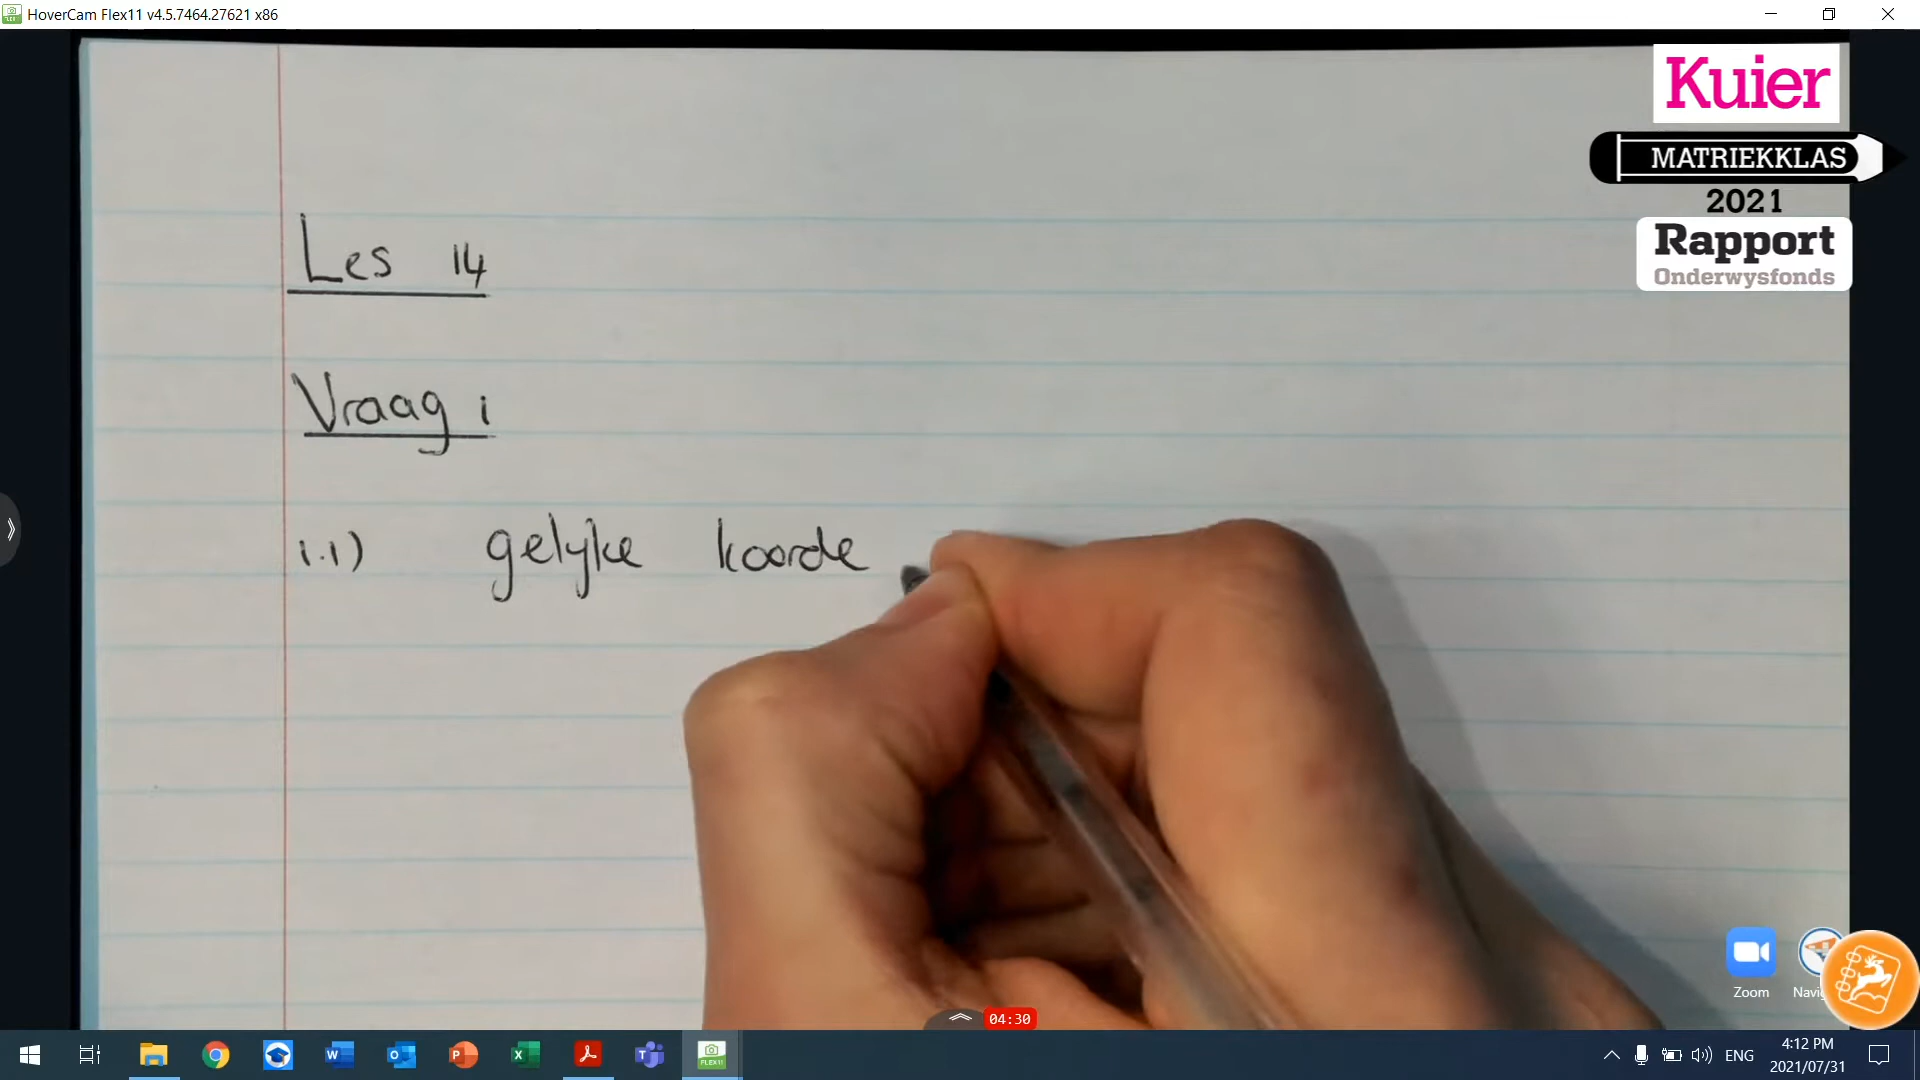 HoverCam Flex11 v4.5.7464.27621 x86
Kuier
MATRIEKKLAS
2021
Rapport
Onderwysfonds
Les 14
Vraag 1
1.1) gelyke koorde
Zoom
04:30
ENG
4:12 PM
2021/07/31